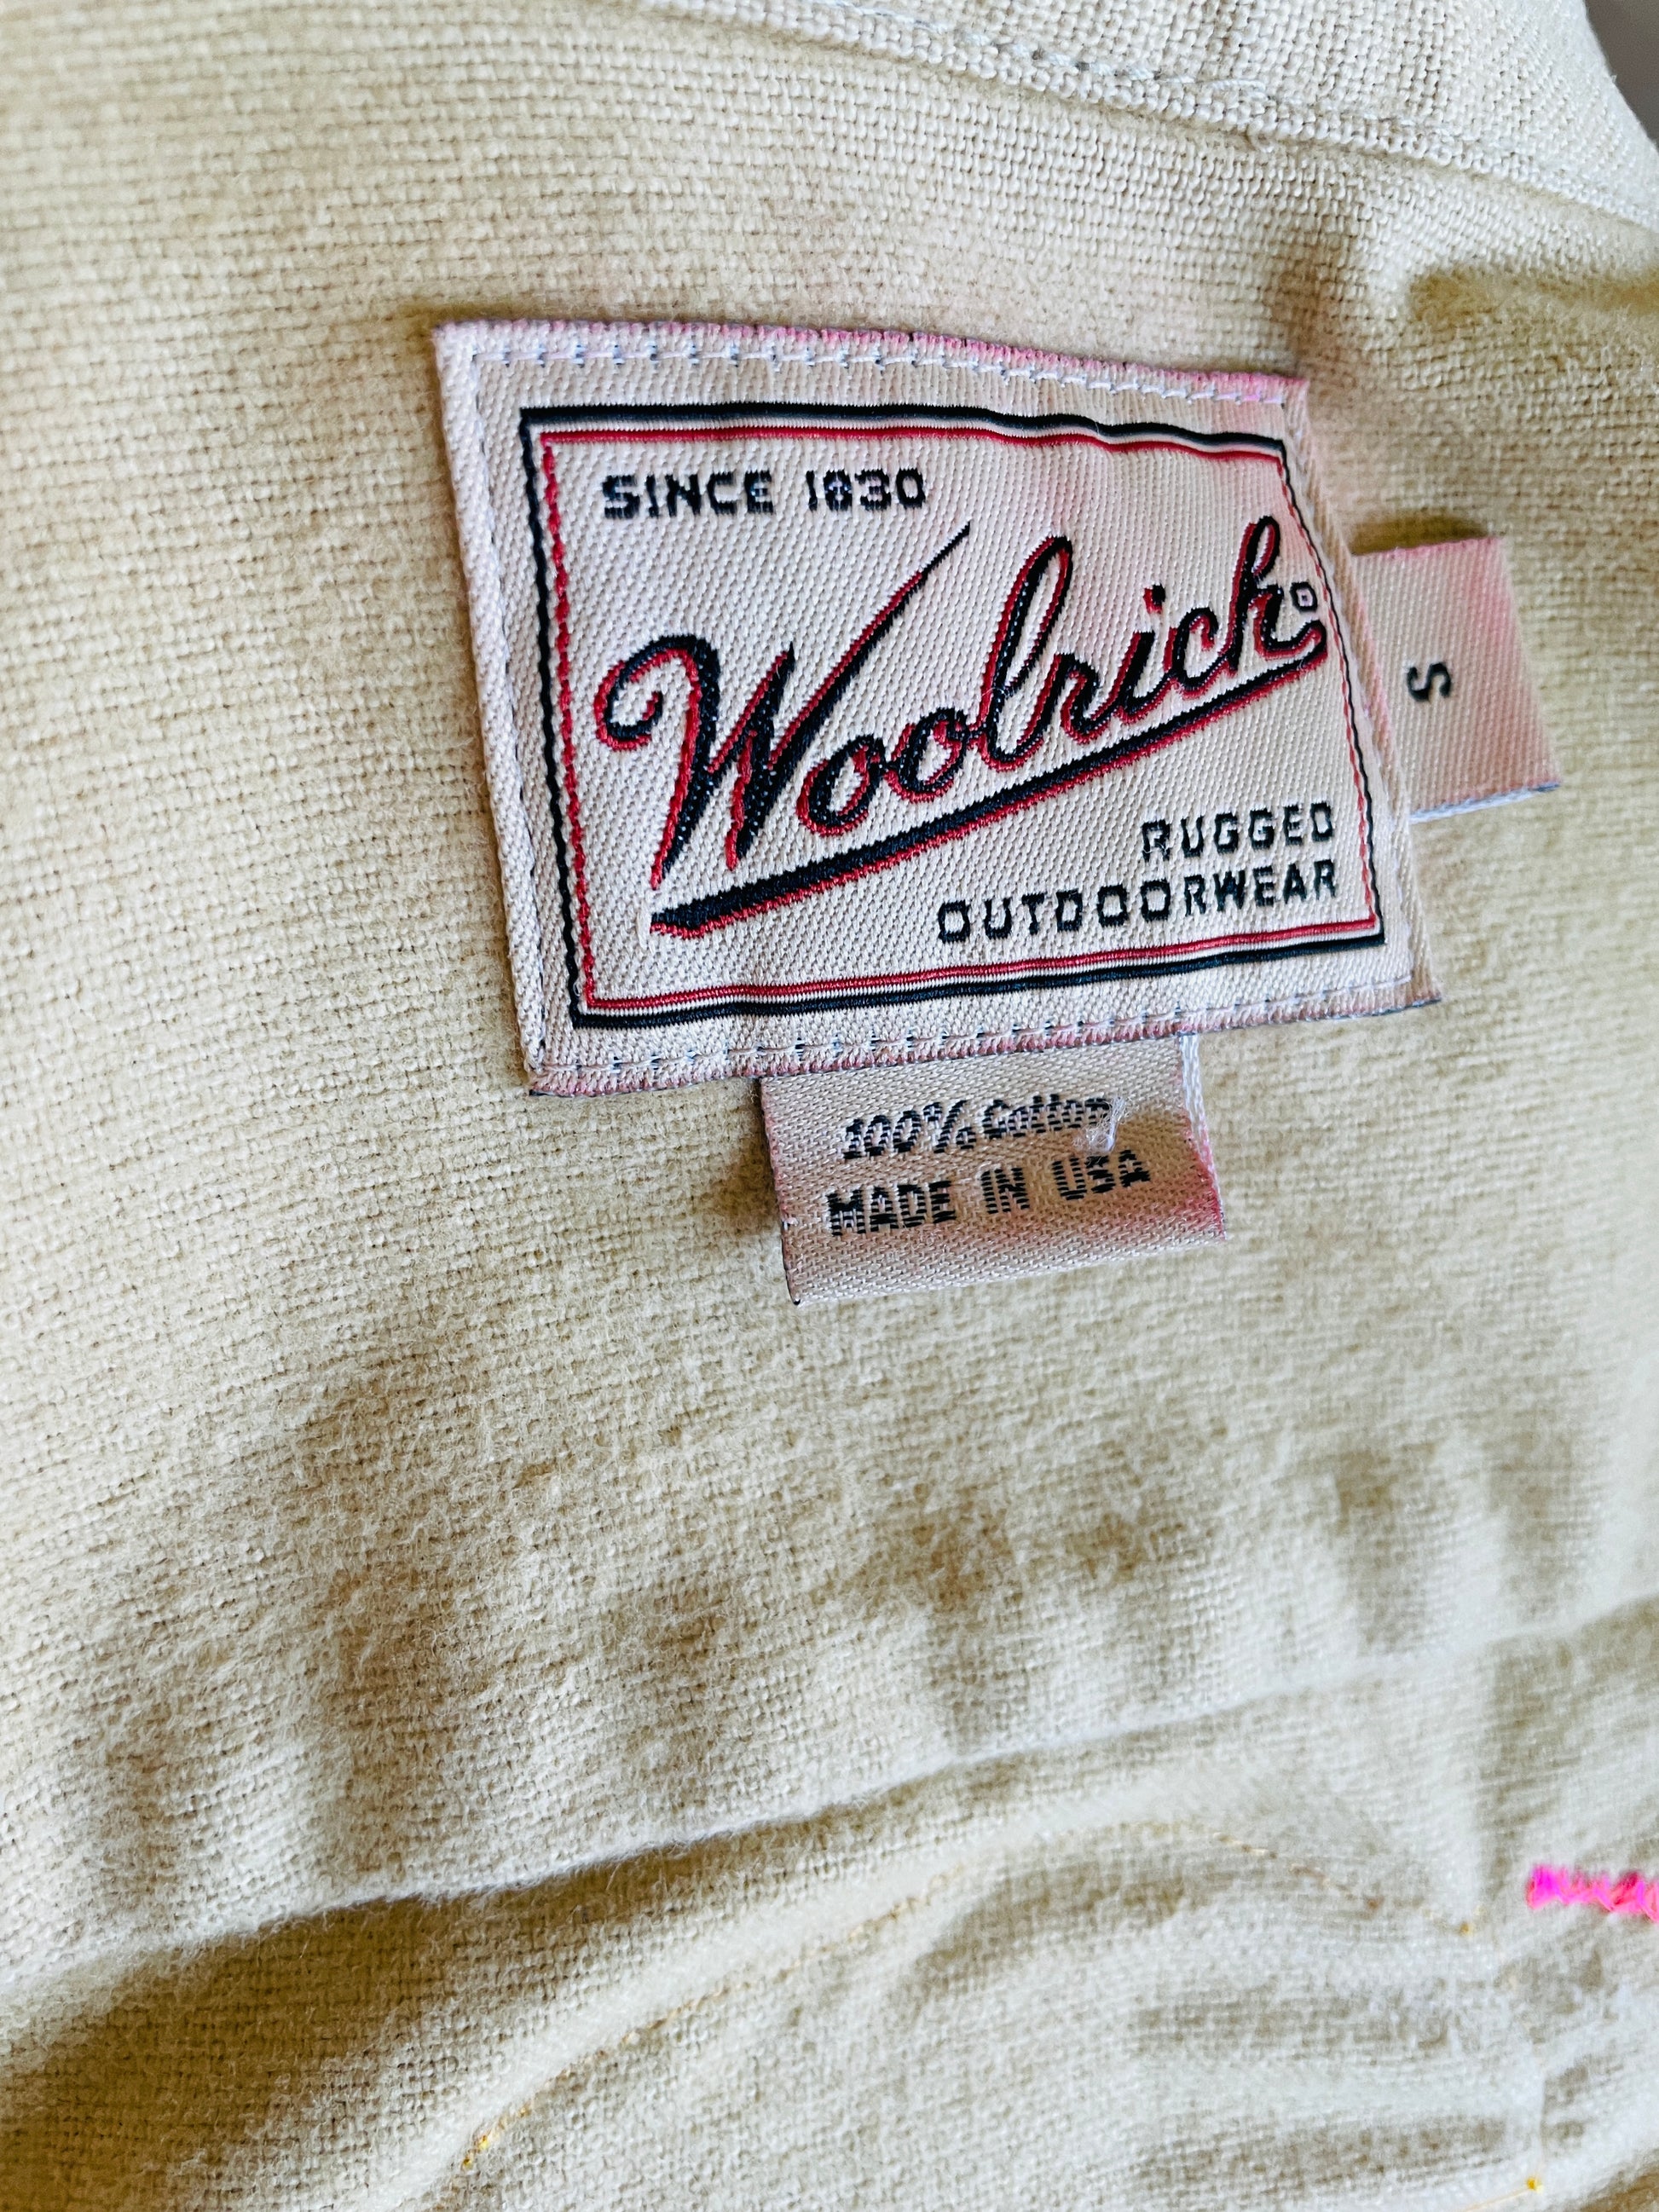 SINCE 1830
Woolrich®
RUGGED
OUTDOORWEAR
S
100% Cotton
MADE IN USA